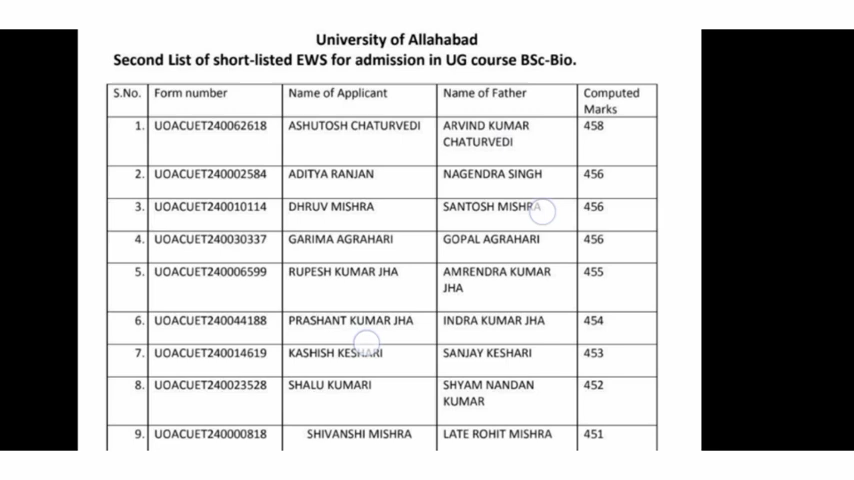 University of Allahabad
Second List of short-listed EWS for admission in UG course BSc-Bio.
S.No. Form number Name of Applicant Name of Father Computed Marks
1. UOACUET240062618 ASHUTOSH CHATURVEDI ARVIND KUMAR CHATURVEDI 458
2. UOACUET240002584 ADITYA RANJAN NAGENDRA SINGH 456
3. UOACUET240010114 DHRUV MISHRA SANTOSH MISHRA 456
4. UOACUET240030337 GARIMA AGRAHARI GOPAL AGRAHARI 456
5. UOACUET240006599 RUPESH KUMAR JHA AMRENDRA KUMAR JHA 455
6. UOACUET240044188 PRASHANT KUMAR JHA INDRA KUMAR JHA 454
7. UOACUET240014619 KASHISH KESHARI SANJAY KESHARI 453
8. UOACUET240023528 SHALU KUMARI SHYAM NANDAN KUMAR 452
9. UOACUET240000818 SHIVANSHI MISHRA LATE ROHIT MISHRA 451